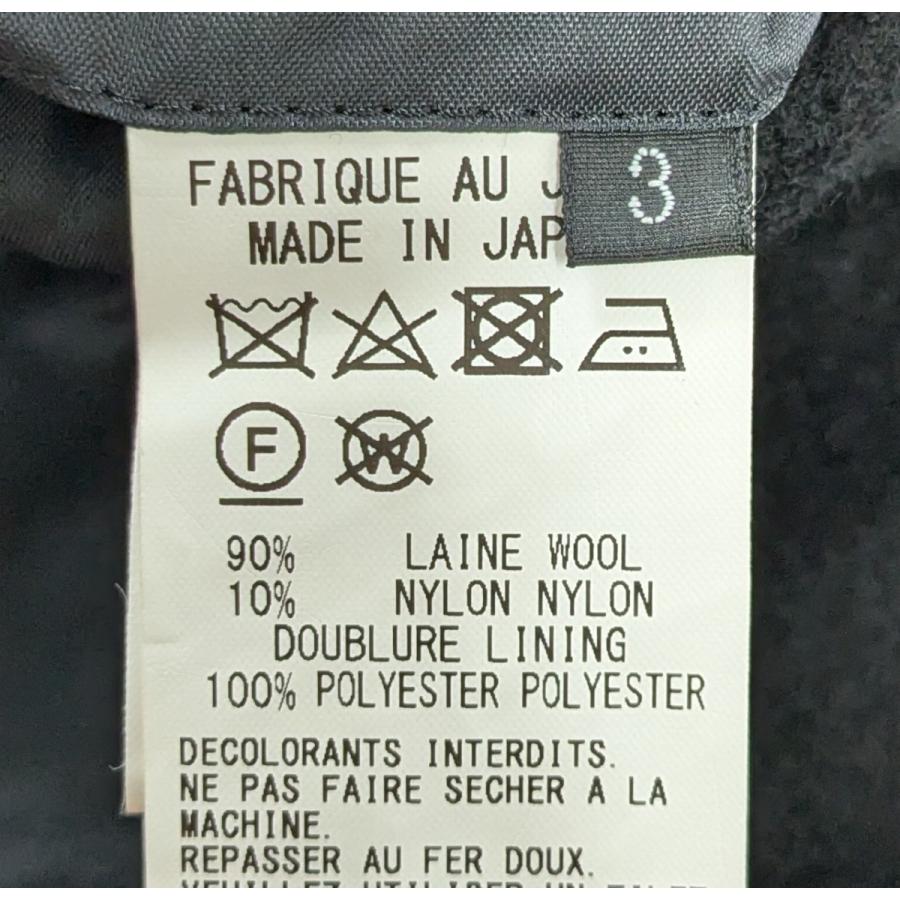 3
FABRIQUE AU
MADE IN
F
W
90% LAINE WOOL
10% NYLON NYLON
DOUBLURE LINING
100% POLYESTER POLYESTER
DECOLORANTS INTERDITS.
NE PAS FAIRE SECHER A LA
MACHINE.
REPASSER AU FER DOUX.